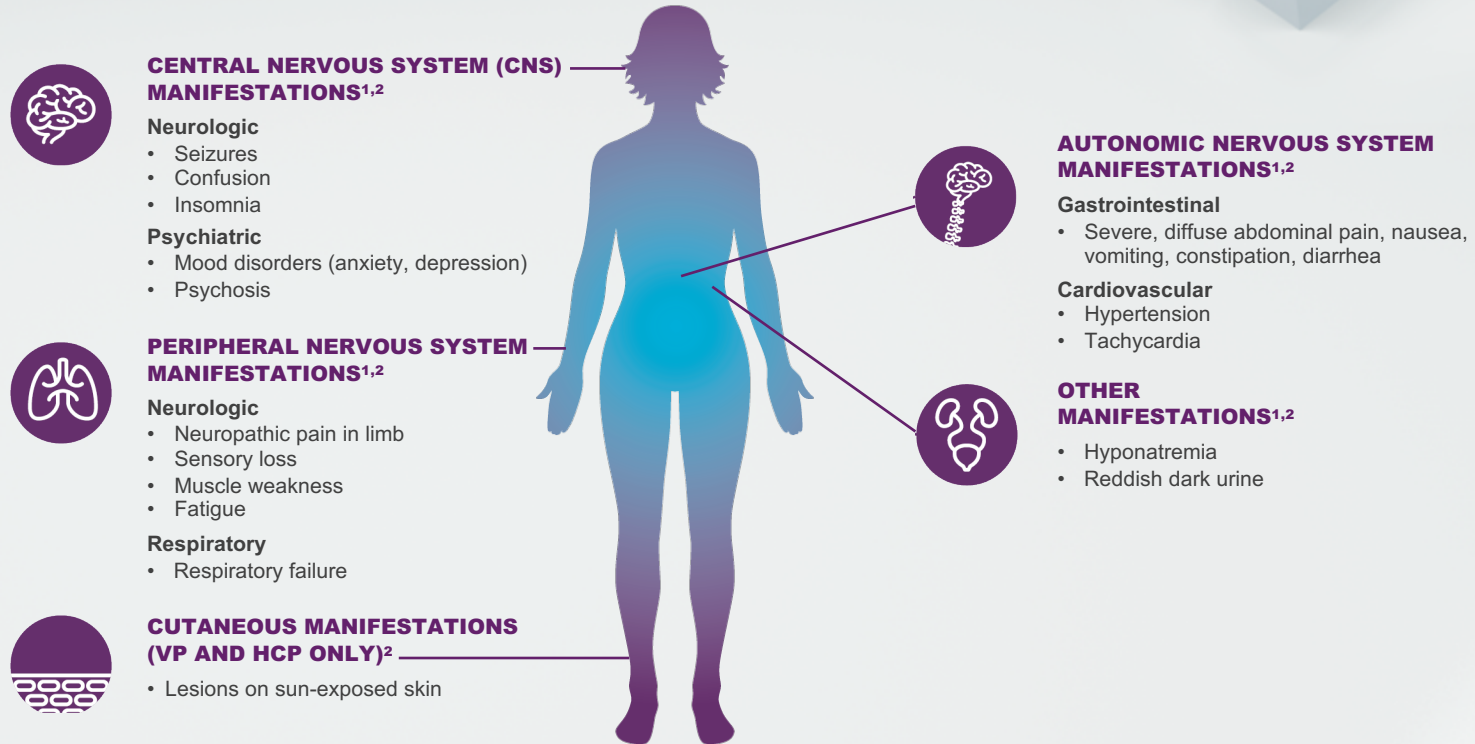 CENTRAL NERVOUS SYSTEM (CNS)
MANIFESTATIONS¹,²
Neurologic
• Seizures
• Confusion
• Insomnia
Psychiatric
• Mood disorders (anxiety, depression)
• Psychosis
PERIPHERAL NERVOUS SYSTEM
MANIFESTATIONS¹,²
Neurologic
• Neuropathic pain in limb
• Sensory loss
• Muscle weakness
• Fatigue
Respiratory
• Respiratory failure
CUTANEOUS MANIFESTATIONS
(VP AND HCP ONLY)²
• Lesions on sun-exposed skin
AUTONOMIC NERVOUS SYSTEM
MANIFESTATIONS¹,²
Gastrointestinal
• Severe, diffuse abdominal pain, nausea,
vomiting, constipation, diarrhea
Cardiovascular
• Hypertension
• Tachycardia
OTHER
MANIFESTATIONS¹,²
• Hyponatremia
• Reddish dark urine